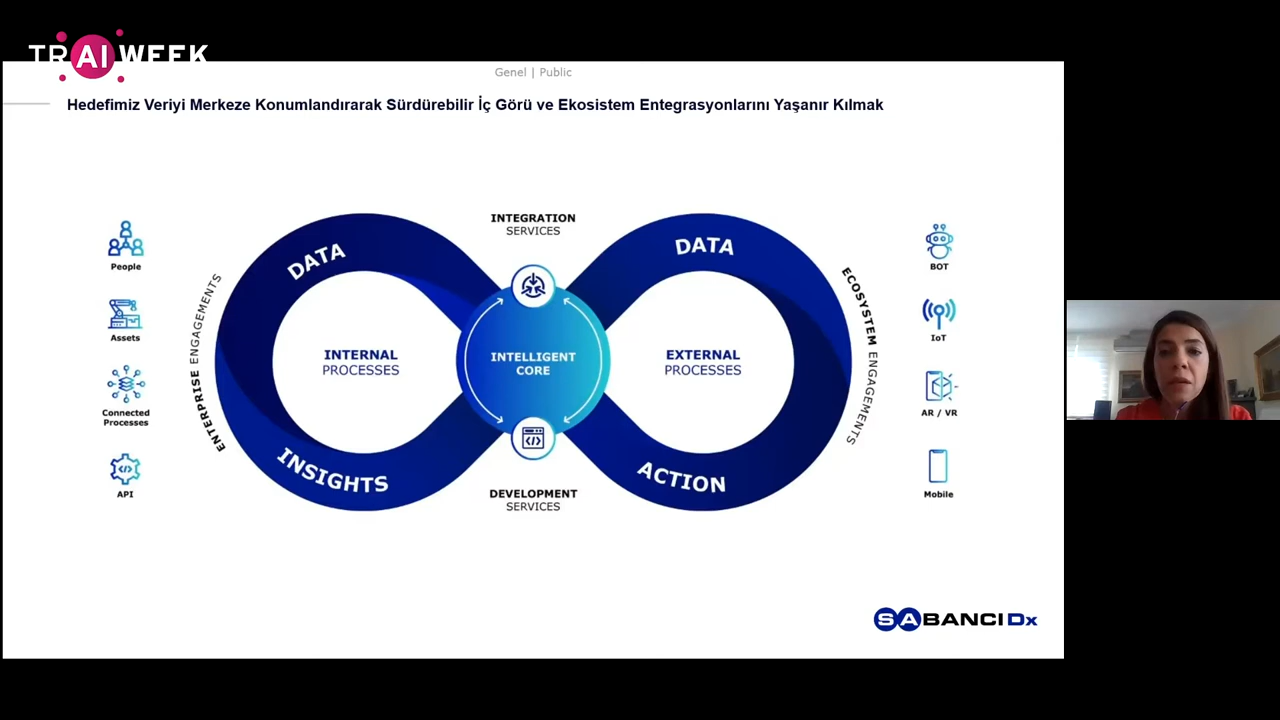 TRAI WEEK
Genel | Public
Hedefimiz Veriyi Merkeze Konumlandırarak Sürdürebilir İç Görü ve Ekosistem Entegrasyonlarını Yaşanır Kılmak
People
Assets
Connected
Processes
API
ENTERPRISE ENGAGEMENTS
DATA
INTERNAL
PROCESSES
INSIGHTS
INTEGRATION
SERVICES
INTELLIGENT
CORE
DEVELOPMENT
SERVICES
DATA
EXTERNAL
PROCESSES
ACTION
ECOSYSTEM ENGAGEMENTS
BOT
IoT
AR / VR
Mobile
SABANCI Dx